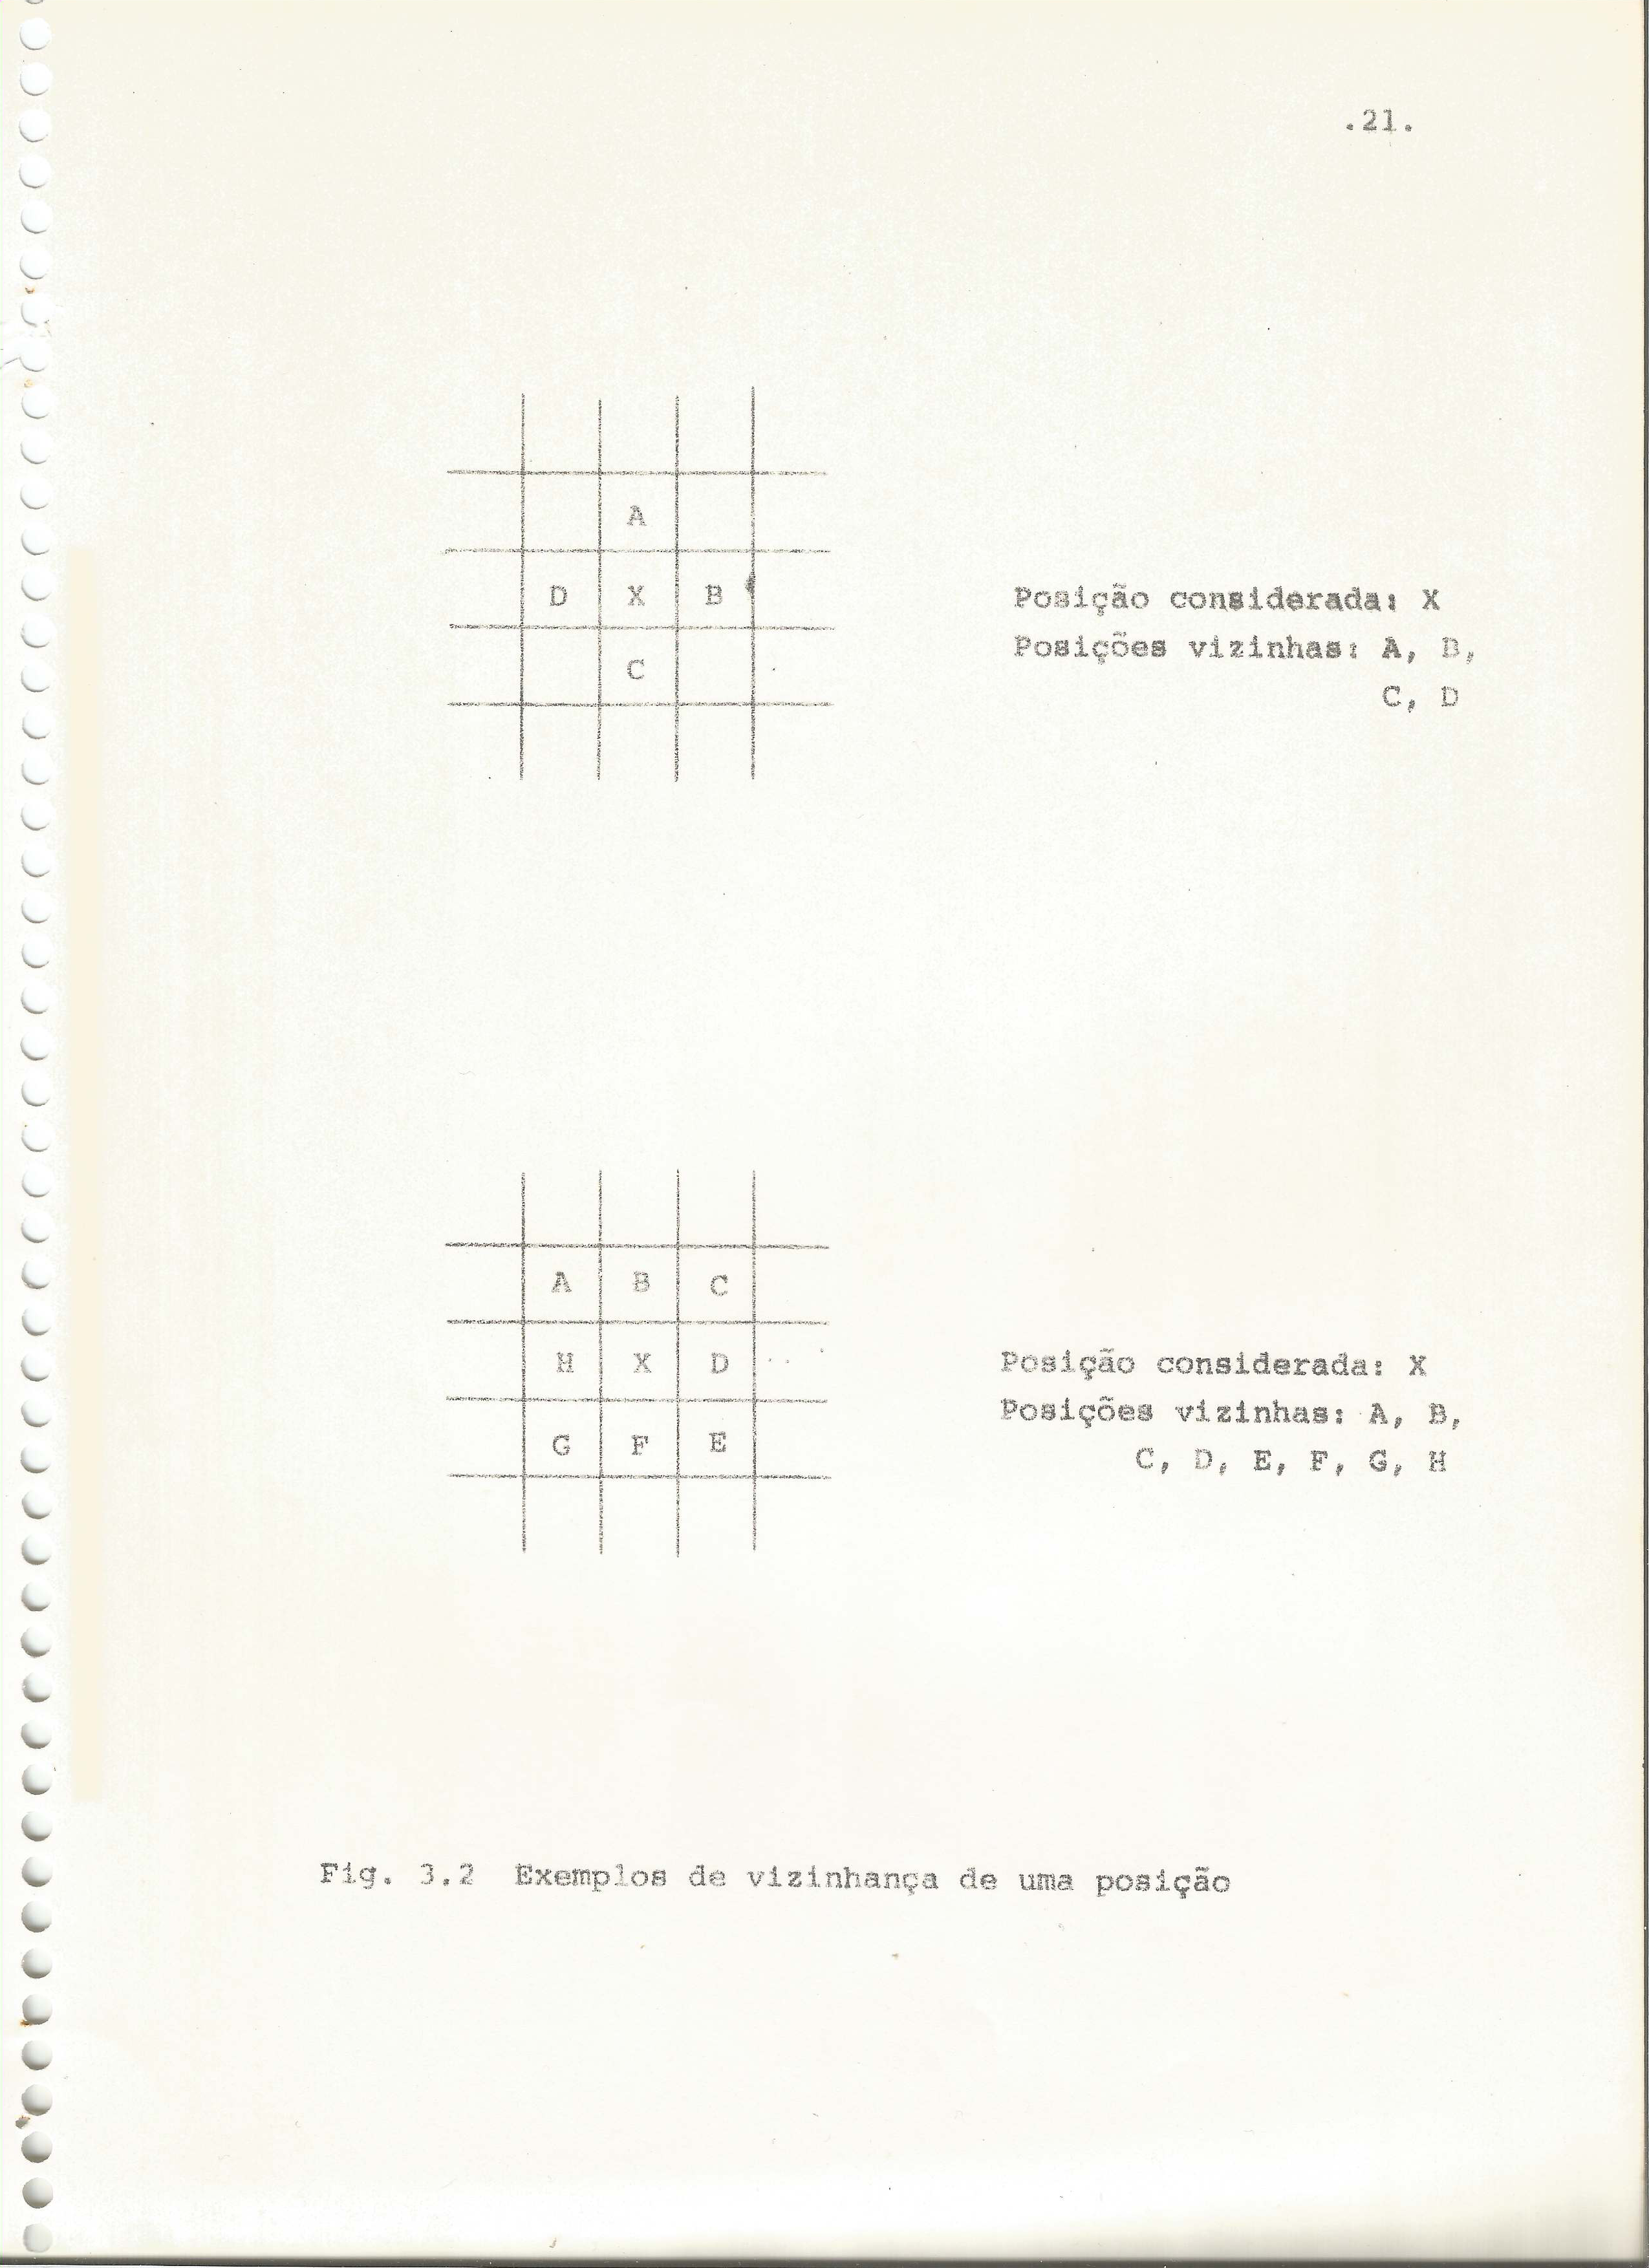 .21.
A
D X B
C
Posição considerada: X
Posições vizinhas: A, B,
C, D
A B C
H X D
G F E
Posição considerada: X
Posições vizinhas: A, B,
C, D, E, F, G, H
Fig. 3.2 Exemplos de vizinhança de uma posição